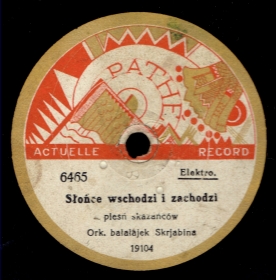 PATHE
ACTUELLE RECORD
6465 Elektro.
Słońce wschodzi i zachodzi
pieśń skazańców
Ork. bałałajek Skrjabina
19104